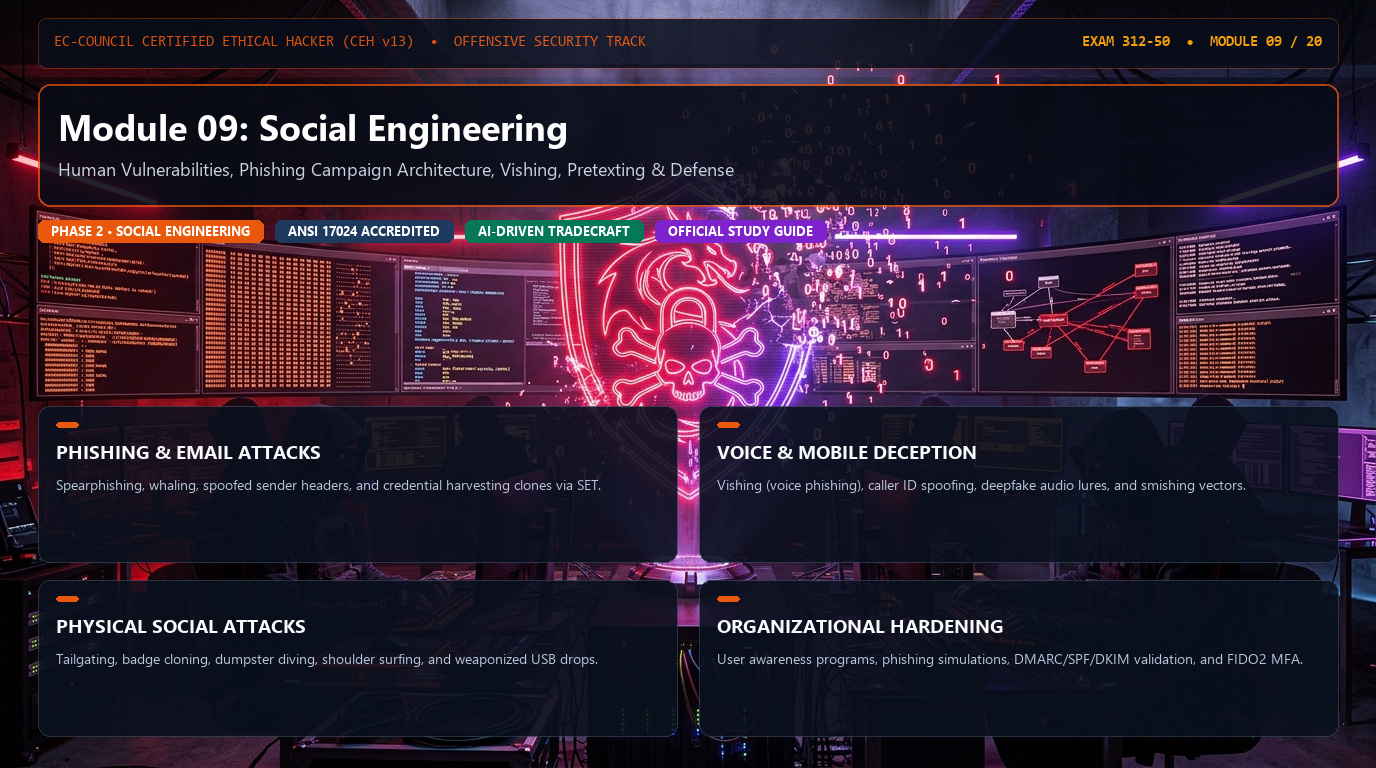 EC-COUNCIL CERTIFIED ETHICAL HACKER (CEH v13) • OFFENSIVE SECURITY TRACK
EXAM 312-50 • MODULE 09 / 20
Module 09: Social Engineering
Human Vulnerabilities, Phishing Campaign Architecture, Vishing, Pretexting & Defense
PHASE 2 • SOCIAL ENGINEERING
ANSI 17024 ACCREDITED
AI-DRIVEN TRADECRAFT
OFFICIAL STUDY GUIDE
PHISHING & EMAIL ATTACKS
Spearphishing, whaling, spoofed sender headers, and credential harvesting clones via SET.
VOICE & MOBILE DECEPTION
Vishing (voice phishing), caller ID spoofing, deepfake audio lures, and smishing vectors.
PHYSICAL SOCIAL ATTACKS
Tailgating, badge cloning, dumpster diving, shoulder surfing, and weaponized USB drops.
ORGANIZATIONAL HARDENING
User awareness programs, phishing simulations, DMARC/SPF/DKIM validation, and FIDO2 MFA.